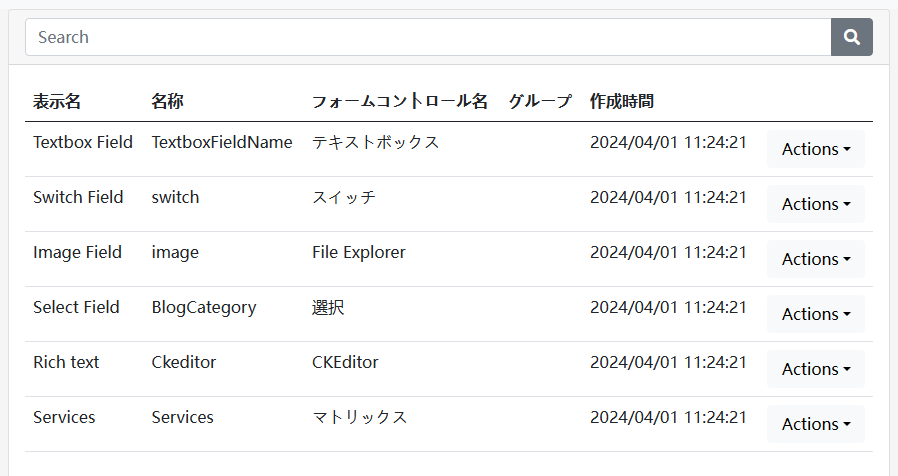 Search
表示名 名称 フォームコントロール名 グループ 作成時間
Textbox Field TextboxFieldName テキストボックス 2024/04/01 11:24:21 Actions
Switch Field switch スイッチ 2024/04/01 11:24:21 Actions
Image Field image File Explorer 2024/04/01 11:24:21 Actions
Select Field BlogCategory 選択 2024/04/01 11:24:21 Actions
Rich text Ckeditor CKEditor 2024/04/01 11:24:21 Actions
Services Services マトリックス 2024/04/01 11:24:21 Actions